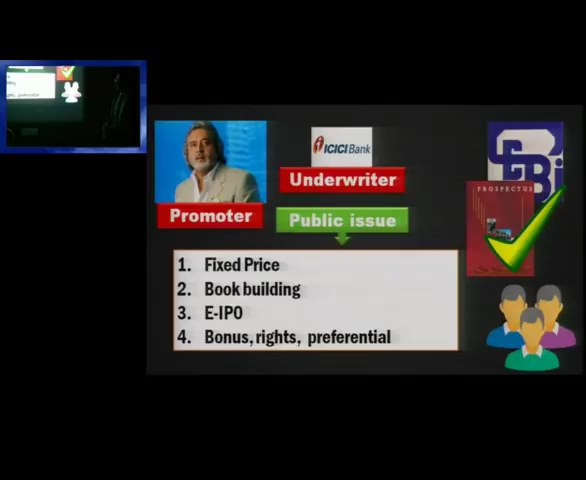 ICICI Bank
SEBi
Underwriter
PROSPECTUS
Promoter
Public issue
1. Fixed Price
2. Book building
3. E-IPO
4. Bonus, rights, preferential